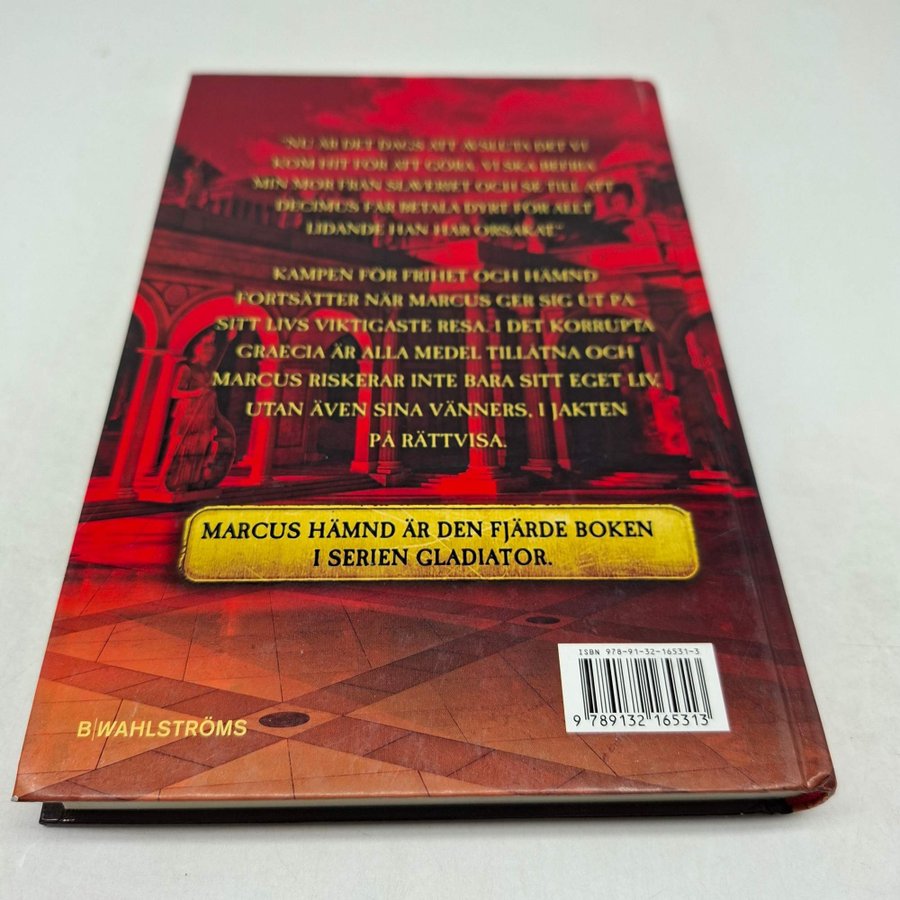 "NU ÄR DET DAGS ATT AVSLUTA DET VI
KOM HIT FÖR ATT GÖRA. VI SKA BEFRIA
MIN MOR FRÅN SLAVERIET OCH SE TILL ATT
DECIMUS FÅR BETALA DYRT FÖR ALLT
LIDANDE HAN HAR ORSAKAT"
KAMPEN FÖR FRIHET OCH HÄMND
FORTSÄTTER NÄR MARCUS GER SIG UT PÅ
SITT LIVS VIKTIGASTE RESA. I DET KORRUPTA
GRAECIA ÄR ALLA MEDEL TILLÅTNA OCH
MARCUS RISKERAR INTE BARA SITT EGET LIV,
UTAN ÄVEN SINA VÄNNERS, I JAKTEN
PÅ RÄTTVISA.
MARCUS HÄMND ÄR DEN FJÄRDE BOKEN
I SERIEN GLADIATOR.
ISBN 978-91-32-16531-3
9 789132 165313
B|WAHLSTRÖMS